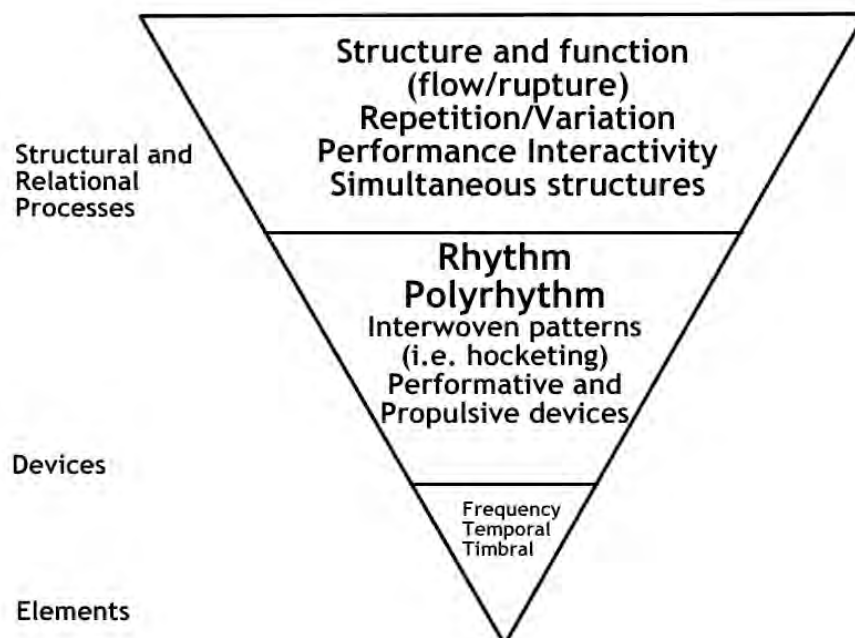 Structure and function
(flow/rupture)
Repetition/Variation
Performance Interactivity
Simultaneous structures
Structural and
Relational
Processes
Rhythm
Polyrhythm
Interwoven patterns
(i.e. hocketing)
Performative and
Propulsive devices
Devices
Frequency
Temporal
Timbral
Elements